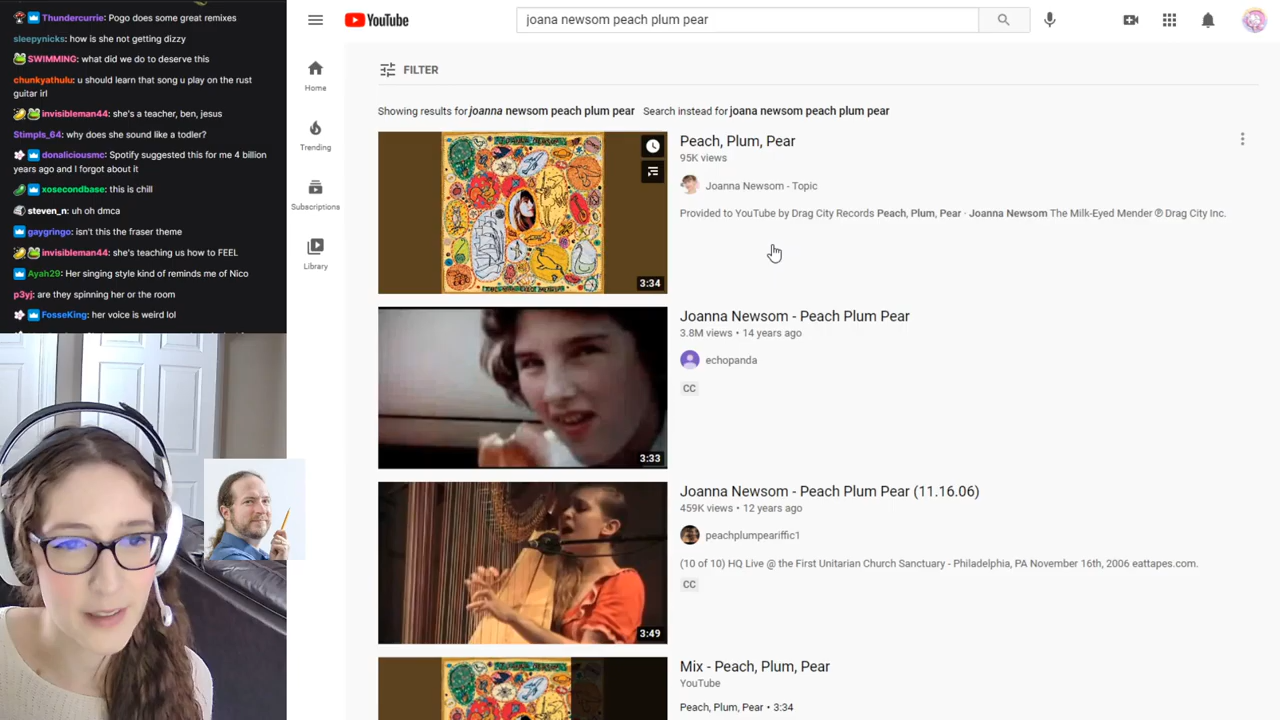 Thundercurrie: Pogo does some great remixes
sleepynicks: how is she not getting dizzy
SWIMMING: what did we do to deserve this
chunkyathulu: u should learn that song u play on the rust
guitar irl
invisibleman44: she's a teacher, ben, jesus
Stimpls_64: why does she sound like a todler?
donaliciousmc: Spotify suggested this for me 4 billion
years ago and I forgot about it
xosecondbase: this is chill
steven_n: uh oh dmca
gaygringo: isn't this the fraser theme
invisibleman44: she's teaching us how to FEEL
Ayah29: Her singing style kind of reminds me of Nico
p3yj: are they spinning her or the room
FosseKing: her voice is weird lol
YouTube
joana newsom peach plum pear
Home
Trending
Subscriptions
Library
FILTER
Showing results for joanna newsom peach plum pear Search instead for joana newsom peach plum pear
Peach, Plum, Pear
95K views
Joanna Newsom - Topic
Provided to YouTube by Drag City Records Peach, Plum, Pear · Joanna Newsom The Milk-Eyed Mender ℗ Drag City Inc.
3:34
Joanna Newsom - Peach Plum Pear
3.8M views • 14 years ago
echopanda
CC
3:33
Joanna Newsom - Peach Plum Pear (11.16.06)
459K views • 12 years ago
peachplumpeariffic1
(10 of 10) HQ Live @ the First Unitarian Church Sanctuary - Philadelphia, PA November 16th, 2006 eattapes.com.
CC
3:49
Mix - Peach, Plum, Pear
YouTube
Peach, Plum, Pear • 3:34